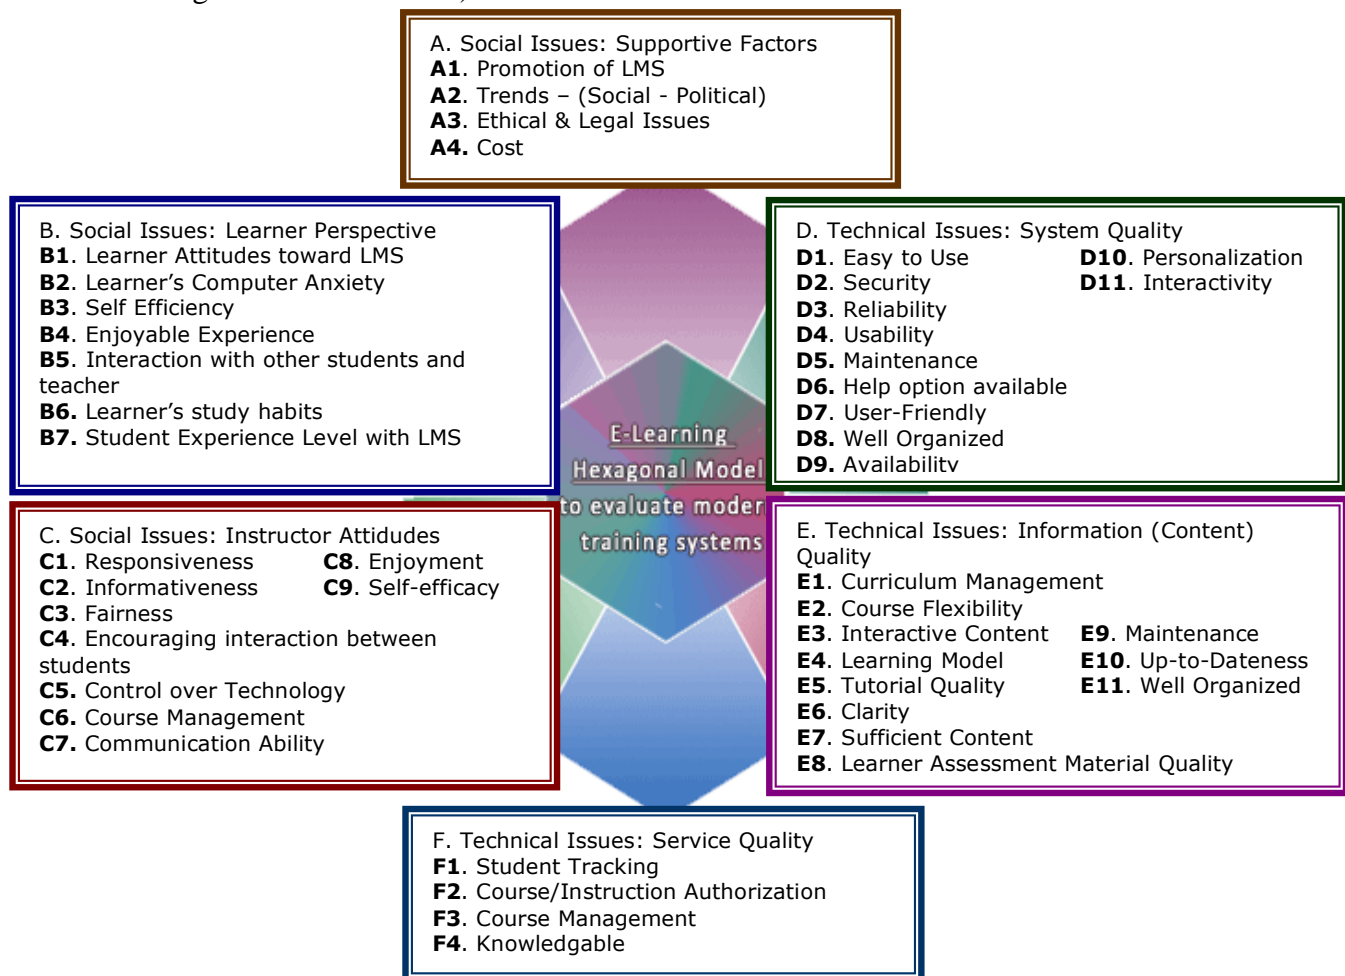 A. Social Issues: Supportive Factors
A1. Promotion of LMS
A2. Trends – (Social - Political)
A3. Ethical & Legal Issues
A4. Cost
B. Social Issues: Learner Perspective
B1. Learner Attitudes toward LMS
B2. Learner's Computer Anxiety
B3. Self Efficiency
B4. Enjoyable Experience
B5. Interaction with other students and
teacher
B6. Learner's study habits
B7. Student Experience Level with LMS
D. Technical Issues: System Quality
D1. Easy to Use D10. Personalization
D2. Security D11. Interactivity
D3. Reliability
D4. Usability
D5. Maintenance
D6. Help option available
D7. User-Friendly
D8. Well Organized
D9. Availability
E-Learning
Hexagonal Model
to evaluate moder
training systems
C. Social Issues: Instructor Attidudes
C1. Responsiveness C8. Enjoyment
C2. Informativeness C9. Self-efficacy
C3. Fairness
C4. Encouraging interaction between
students
C5. Control over Technology
C6. Course Management
C7. Communication Ability
E. Technical Issues: Information (Content)
Quality
E1. Curriculum Management
E2. Course Flexibility
E3. Interactive Content E9. Maintenance
E4. Learning Model E10. Up-to-Dateness
E5. Tutorial Quality E11. Well Organized
E6. Clarity
E7. Sufficient Content
E8. Learner Assessment Material Quality
F. Technical Issues: Service Quality
F1. Student Tracking
F2. Course/Instruction Authorization
F3. Course Management
F4. Knowledgable